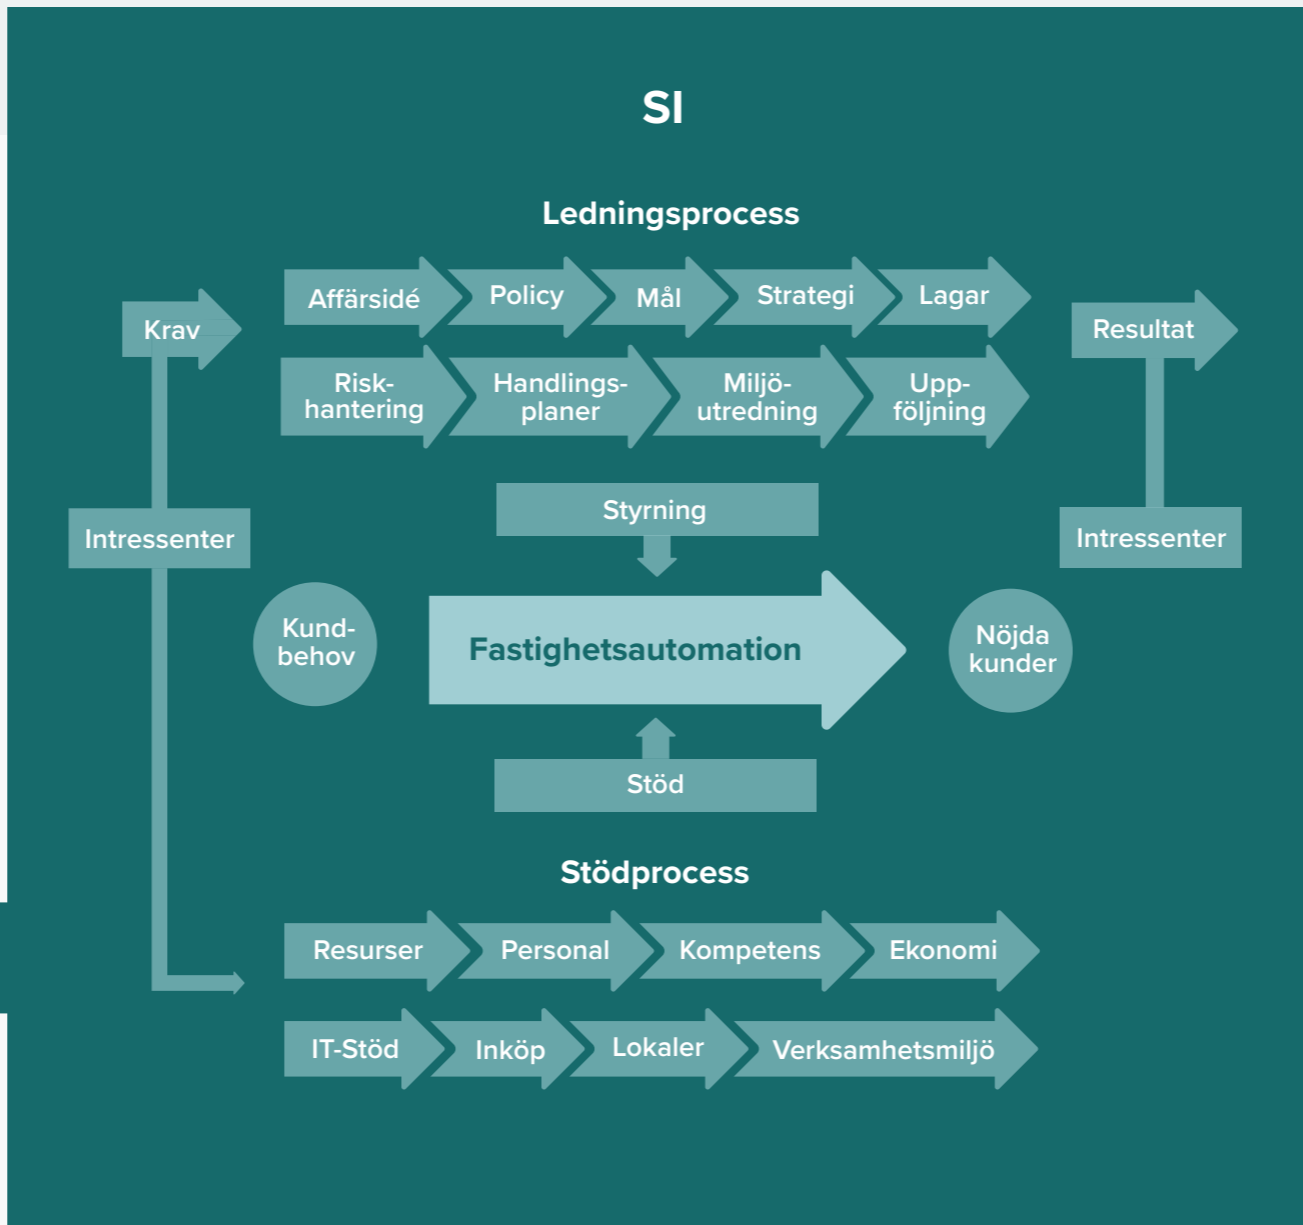 SI
Ledningsprocess
Affärsidé
Policy
Mål
Strategi
Lagar
Krav
Resultat
Risk-
hantering
Handlings-
planer
Miljö-
utredning
Upp-
följning
Styrning
Intressenter
Intressenter
Kund-
behov
Fastighetsautomation
Nöjda
kunder
Stöd
Stödprocess
Resurser
Personal
Kompetens
Ekonomi
IT-Stöd
Inköp
Lokaler
Verksamhetsmiljö